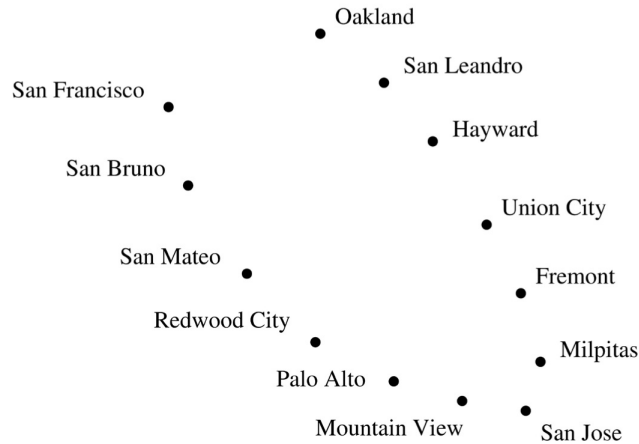 Oakland
San Leandro
San Francisco
Hayward
San Bruno
Union City
San Mateo
Fremont
Redwood City
Milpitas
Palo Alto
Mountain View
San Jose